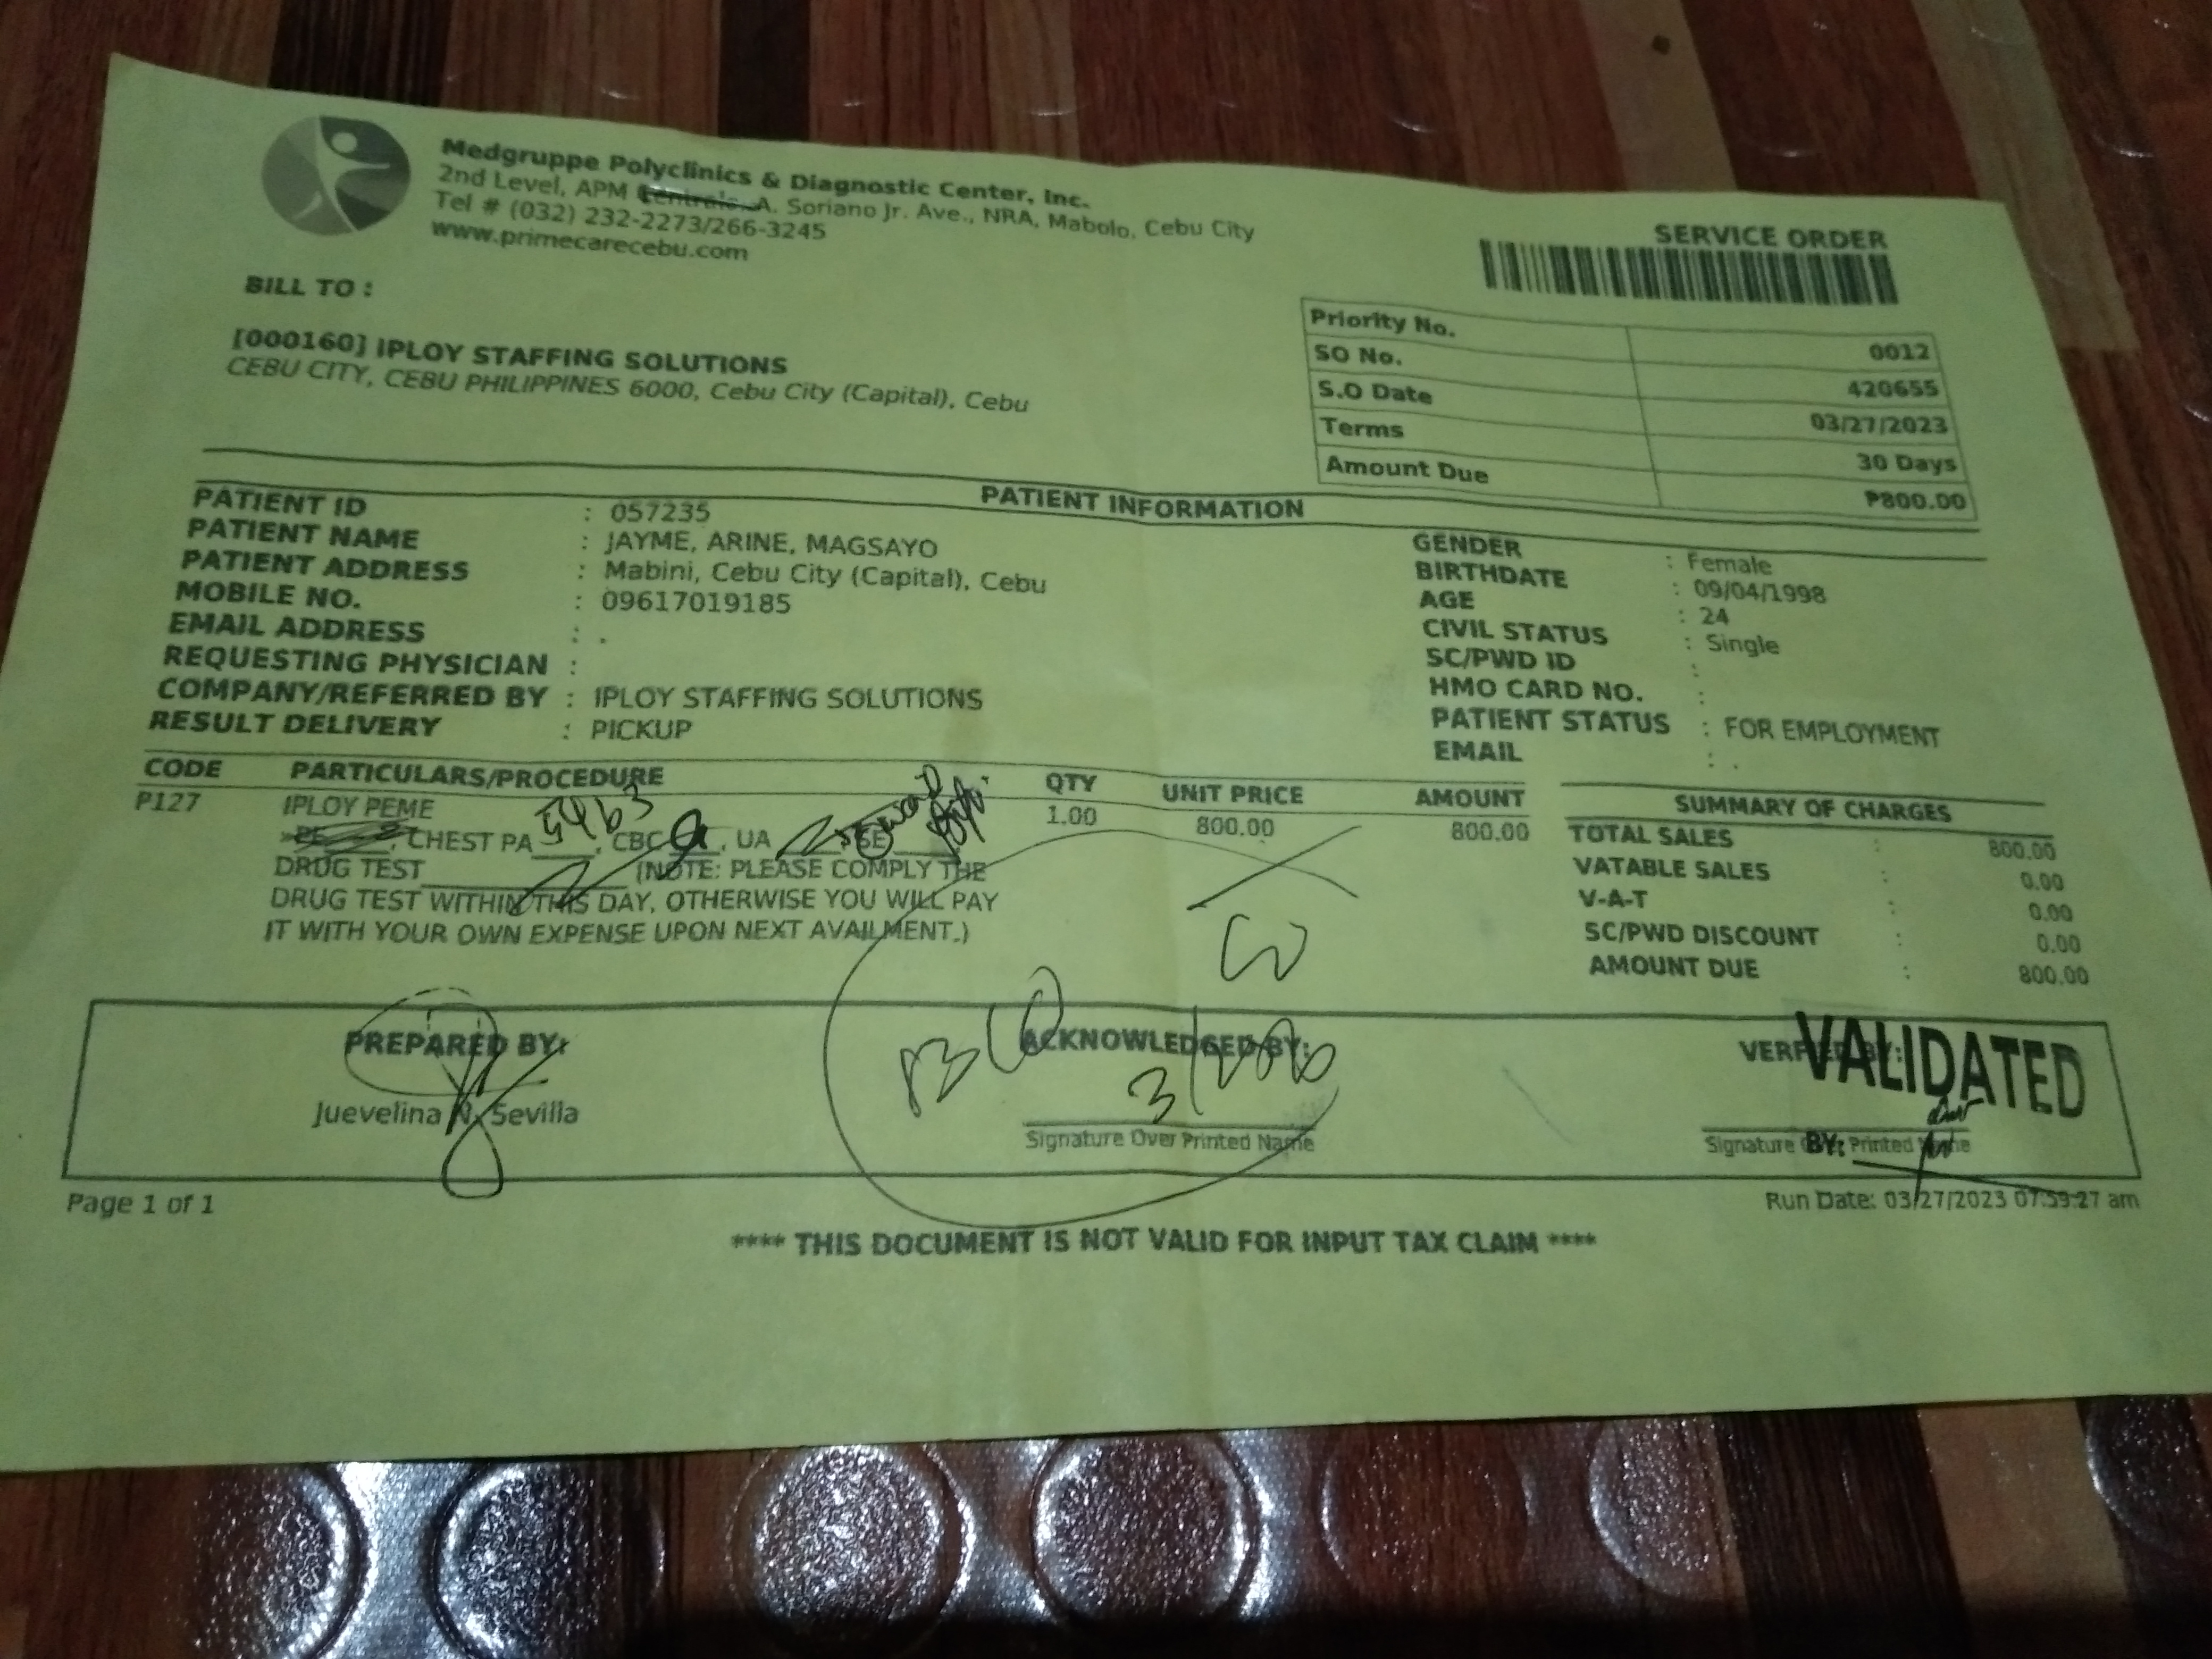 Medgruppe Polyclinics & Diagnostic Center, Inc.
2nd Level, APM Centrale, A. Soriano Jr. Ave., NRA, Mabolo, Cebu City
Tel # (032) 232-2273/266-3245
www.primecarecebu.com
SERVICE ORDER
BILL TO :
[000160] IPLOY STAFFING SOLUTIONS
CEBU CITY, CEBU PHILIPPINES 6000, Cebu City (Capital), Cebu
Priority No. 0012
SO No. 420655
S.O Date 03/27/2023
Terms 30 Days
Amount Due ₱800.00
PATIENT INFORMATION
PATIENT ID : 057235
PATIENT NAME : JAYME, ARINE, MAGSAYO
PATIENT ADDRESS : Mabini, Cebu City (Capital), Cebu
MOBILE NO. : 09617019185
EMAIL ADDRESS : .
REQUESTING PHYSICIAN :
COMPANY/REFERRED BY : IPLOY STAFFING SOLUTIONS
RESULT DELIVERY : PICKUP
GENDER : Female
BIRTHDATE : 09/04/1998
AGE : 24
CIVIL STATUS : Single
SC/PWD ID :
HMO CARD NO. :
PATIENT STATUS : FOR EMPLOYMENT
EMAIL : .
CODE PARTICULARS/PROCEDURE QTY UNIT PRICE AMOUNT
P127 IPLOY PEME 1.00 800.00 800.00
, CHEST PA 5463, CBC , UA , SE
DRUG TEST (NOTE: PLEASE COMPLY THE
DRUG TEST WITHIN THIS DAY, OTHERWISE YOU WILL PAY
IT WITH YOUR OWN EXPENSE UPON NEXT AVAILMENT.)
SUMMARY OF CHARGES
TOTAL SALES : 800.00
VATABLE SALES : 0.00
V-A-T : 0.00
SC/PWD DISCOUNT : 0.00
AMOUNT DUE : 800.00
PREPARED BY:
Juevelina N. Sevilla
ACKNOWLEDGED BY:
Signature Over Printed Name
VERIFIED BY:
VALIDATED
Signature Over Printed Name
BY:
Page 1 of 1
Run Date: 03/27/2023 07:59:27 am
**** THIS DOCUMENT IS NOT VALID FOR INPUT TAX CLAIM ****